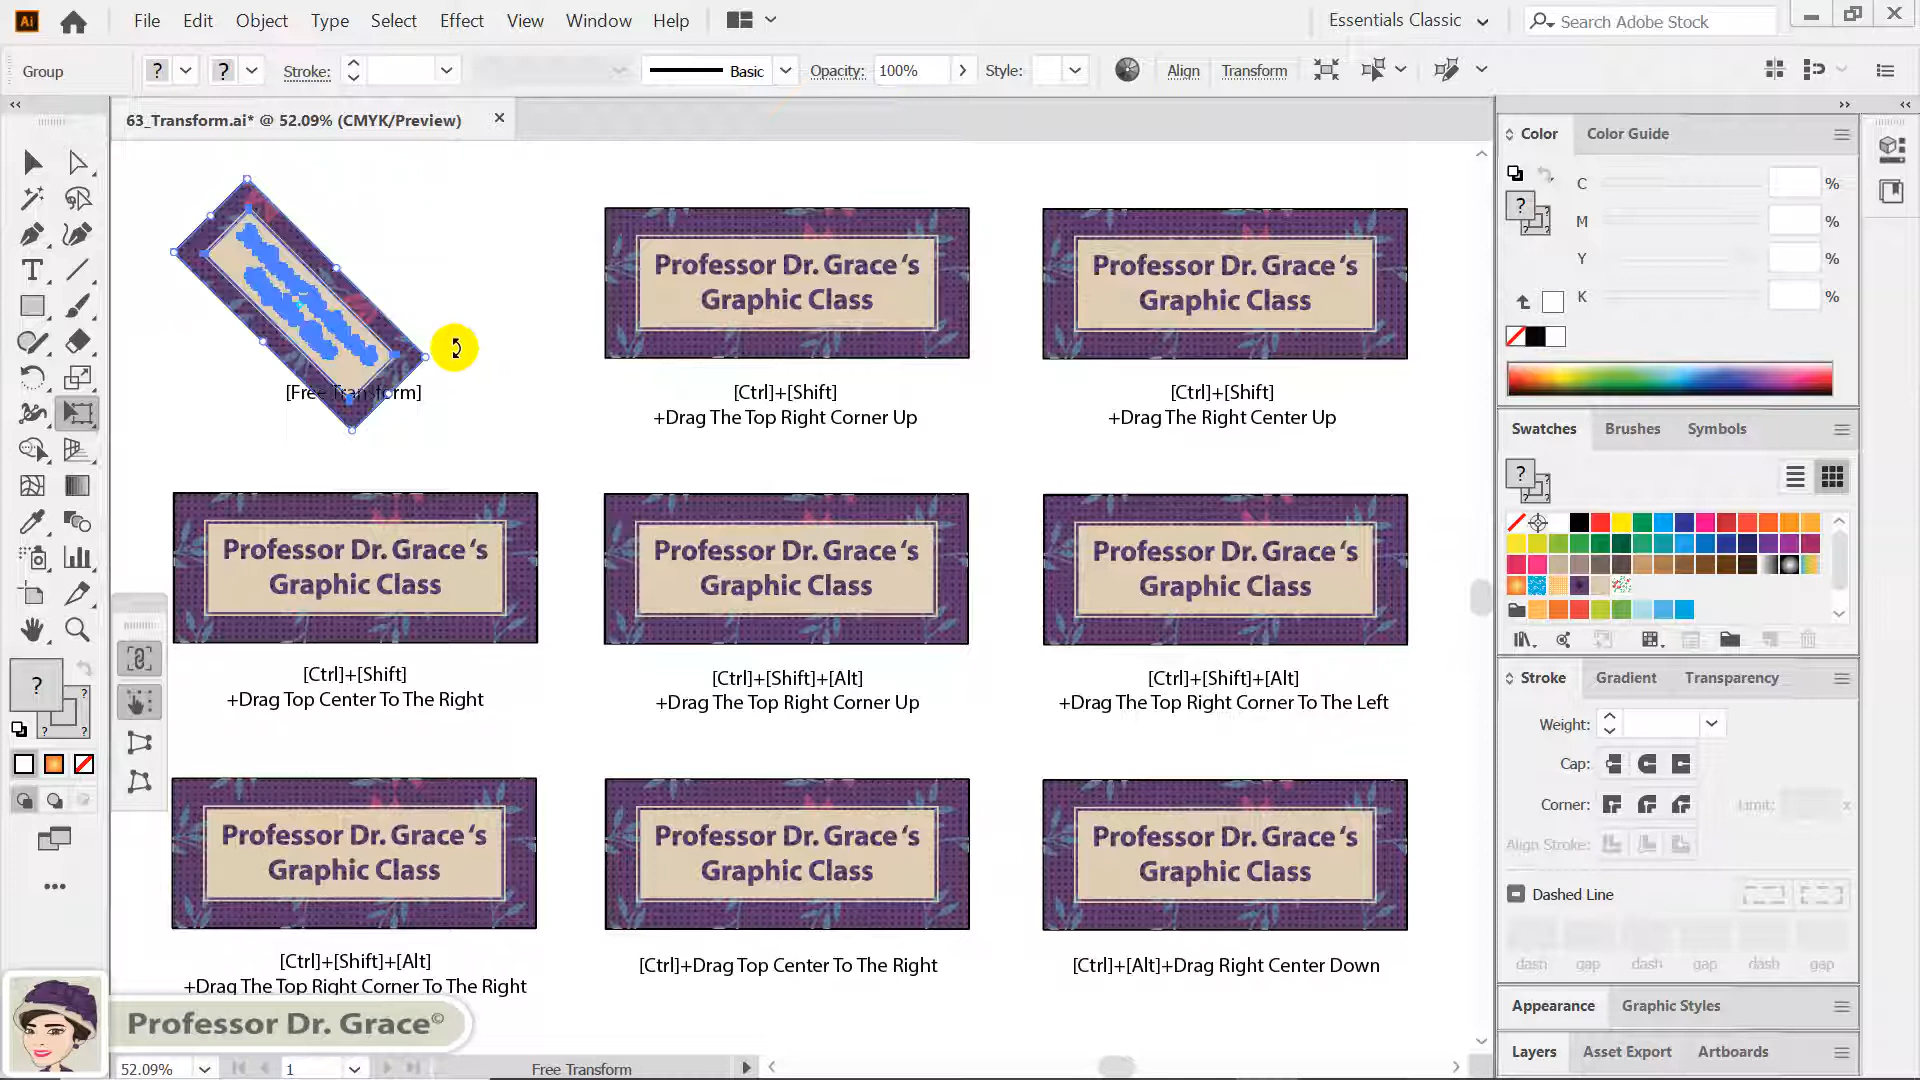 Ai File Edit Object Type Select Effect View Window Help Essentials Classic Search Adobe Stock
Group ? ? Stroke: Basic Opacity: 100% Style: Align Transform
63_Transform.ai* @ 52.09% (CMYK/Preview)
Color Color Guide
C %
M %
Y %
K %
Professor Dr. Grace ‘s
Graphic Class
Professor Dr. Grace ‘s
Graphic Class
[Free Transform]
[Ctrl]+[Shift]
+Drag The Top Right Corner Up
[Ctrl]+[Shift]
+Drag The Right Center Up
Swatches Brushes Symbols
Professor Dr. Grace ‘s
Graphic Class
Professor Dr. Grace ‘s
Graphic Class
Professor Dr. Grace ‘s
Graphic Class
[Ctrl]+[Shift]
+Drag Top Center To The Right
[Ctrl]+[Shift]+[Alt]
+Drag The Top Right Corner Up
[Ctrl]+[Shift]+[Alt]
+Drag The Top Right Corner To The Left
Stroke Gradient Transparency
Weight:
Cap:
Corner: Limit: x
Align Stroke:
Dashed Line
dash gap dash gap dash gap
Professor Dr. Grace ‘s
Graphic Class
Professor Dr. Grace ‘s
Graphic Class
Professor Dr. Grace ‘s
Graphic Class
[Ctrl]+[Shift]+[Alt]
+Drag The Top Right Corner To The Right
[Ctrl]+Drag Top Center To The Right
[Ctrl]+[Alt]+Drag Right Center Down
Appearance Graphic Styles
Layers Asset Export Artboards
Professor Dr. Grace©
52.09% 1 Free Transform